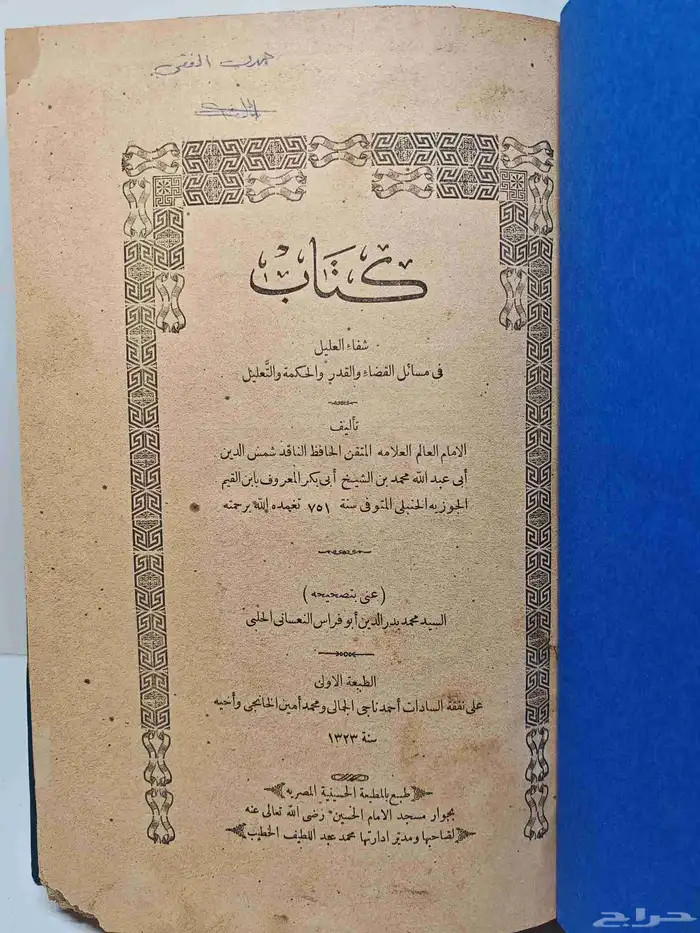 حمدي الفقي
كتاب
شفاء العليل
في مسائل القضاء والقدر والحكمة والتعليل
تأليف
الامام العالم العلامه المتقن الحافظ الناقد شمس الدين
أبى عبد الله محمد بن الشيخ أبى بكر المعروف بابن القيم
الجوزيه الحنبلى المتوفى سنة ٧٥١ تغمده الله برحمته
( عنى بتصحيحه )
السيد محمد بدر الدين أبو فراس النعسانى الحلبى
الطبعة الاولى
على نفقة السادات أحمد ناجى الجمالى ومحمد أمين الخانجى وأخيه
سنة ١٣٢٣
طبع بالمطبعة الحسينية المصريه
بجوار مسجد الامام الحسين رضى الله تعالى عنه
لصاحبها ومدير ادارتها محمد عبد اللطيف الخطيب
حراج